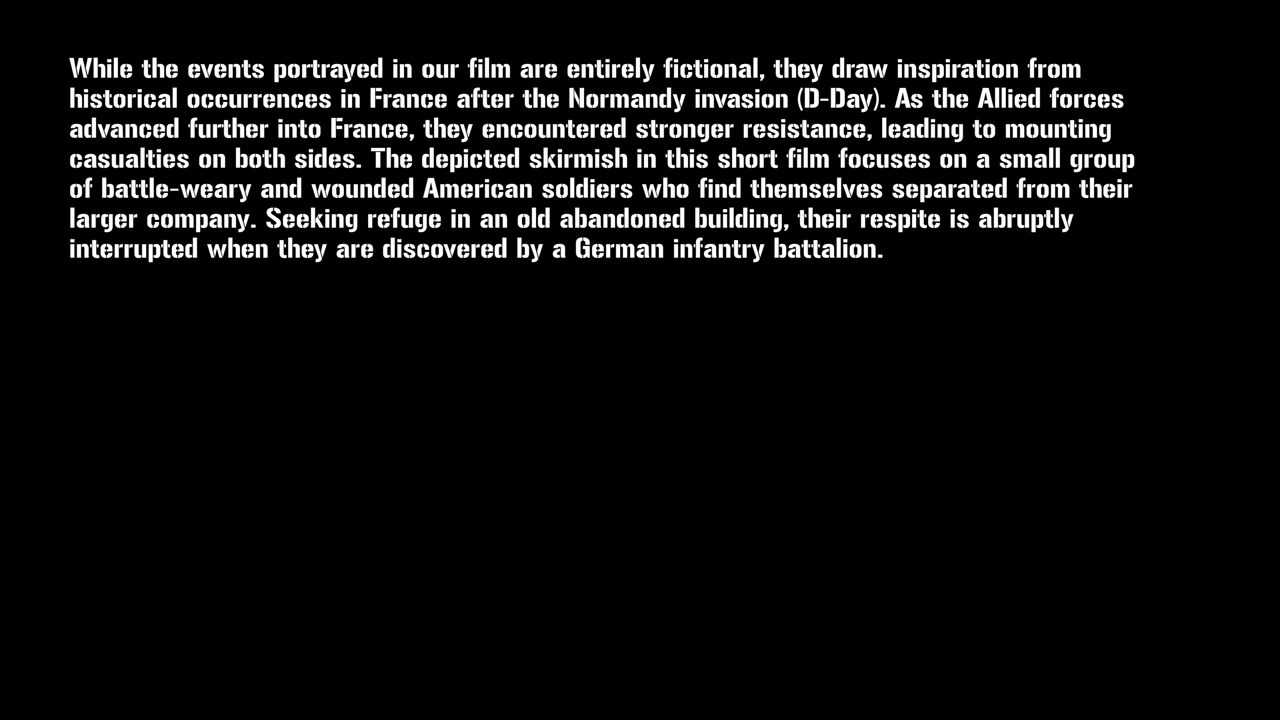 While the events portrayed in our film are entirely fictional, they draw inspiration from
historical occurrences in France after the Normandy invasion (D-Day). As the Allied forces
advanced further into France, they encountered stronger resistance, leading to mounting
casualties on both sides. The depicted skirmish in this short film focuses on a small group
of battle-weary and wounded American soldiers who find themselves separated from their
larger company. Seeking refuge in an old abandoned building, their respite is abruptly
interrupted when they are discovered by a German infantry battalion.